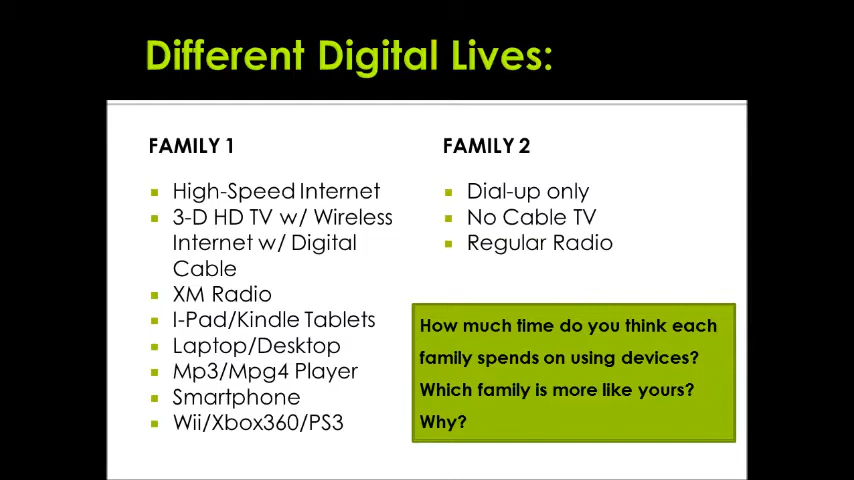 Different Digital Lives:
FAMILY 1
High-Speed Internet
3-D HD TV w/ Wireless
Internet w/ Digital
Cable
XM Radio
I-Pad/Kindle Tablets
Laptop/Desktop
Mp3/Mpg4 Player
Smartphone
Wii/Xbox360/PS3
FAMILY 2
Dial-up only
No Cable TV
Regular Radio
How much time do you think each
family spends on using devices?
Which family is more like yours?
Why?